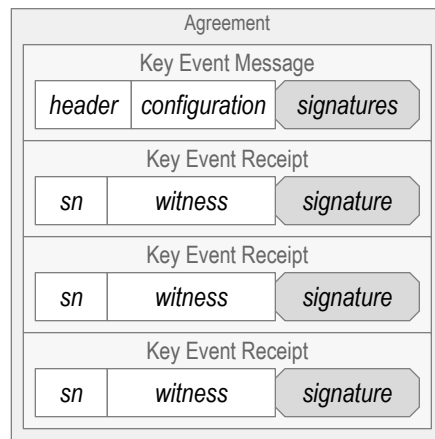 Agreement
Key Event Message
header configuration signatures
Key Event Receipt
sn witness signature
Key Event Receipt
sn witness signature
Key Event Receipt
sn witness signature